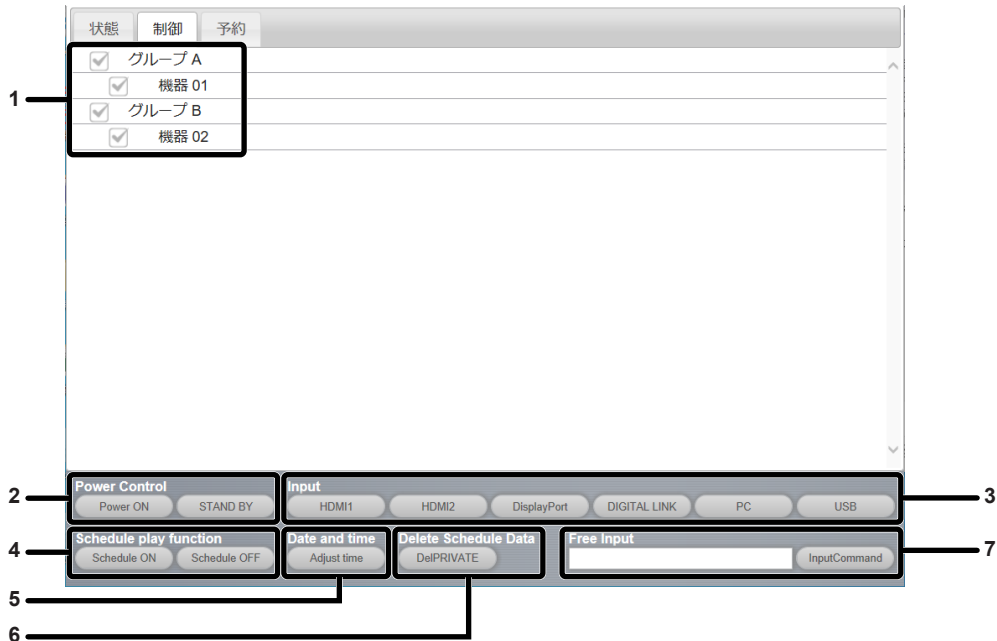 状態 制御 予約
グループ A
1 機器 01
グループ B
機器 02
Power Control Input
2 Power ON STAND BY HDMI1 HDMI2 DisplayPort DIGITAL LINK PC USB 3
Schedule play function Date and time Delete Schedule Data Free Input
4 Schedule ON Schedule OFF Adjust time DelPRIVATE InputCommand 7
5
6